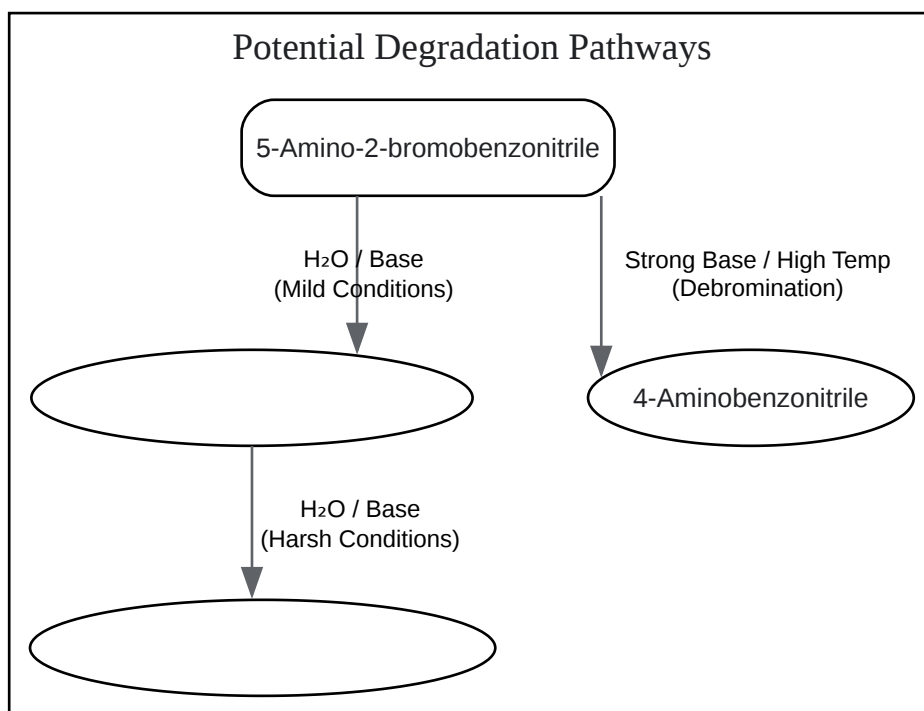 Potential Degradation Pathways
5-Amino-2-bromobenzonitrile
H₂O / Base
(Mild Conditions)
Strong Base / High Temp
(Debromination)
4-Aminobenzonitrile
H₂O / Base
(Harsh Conditions)